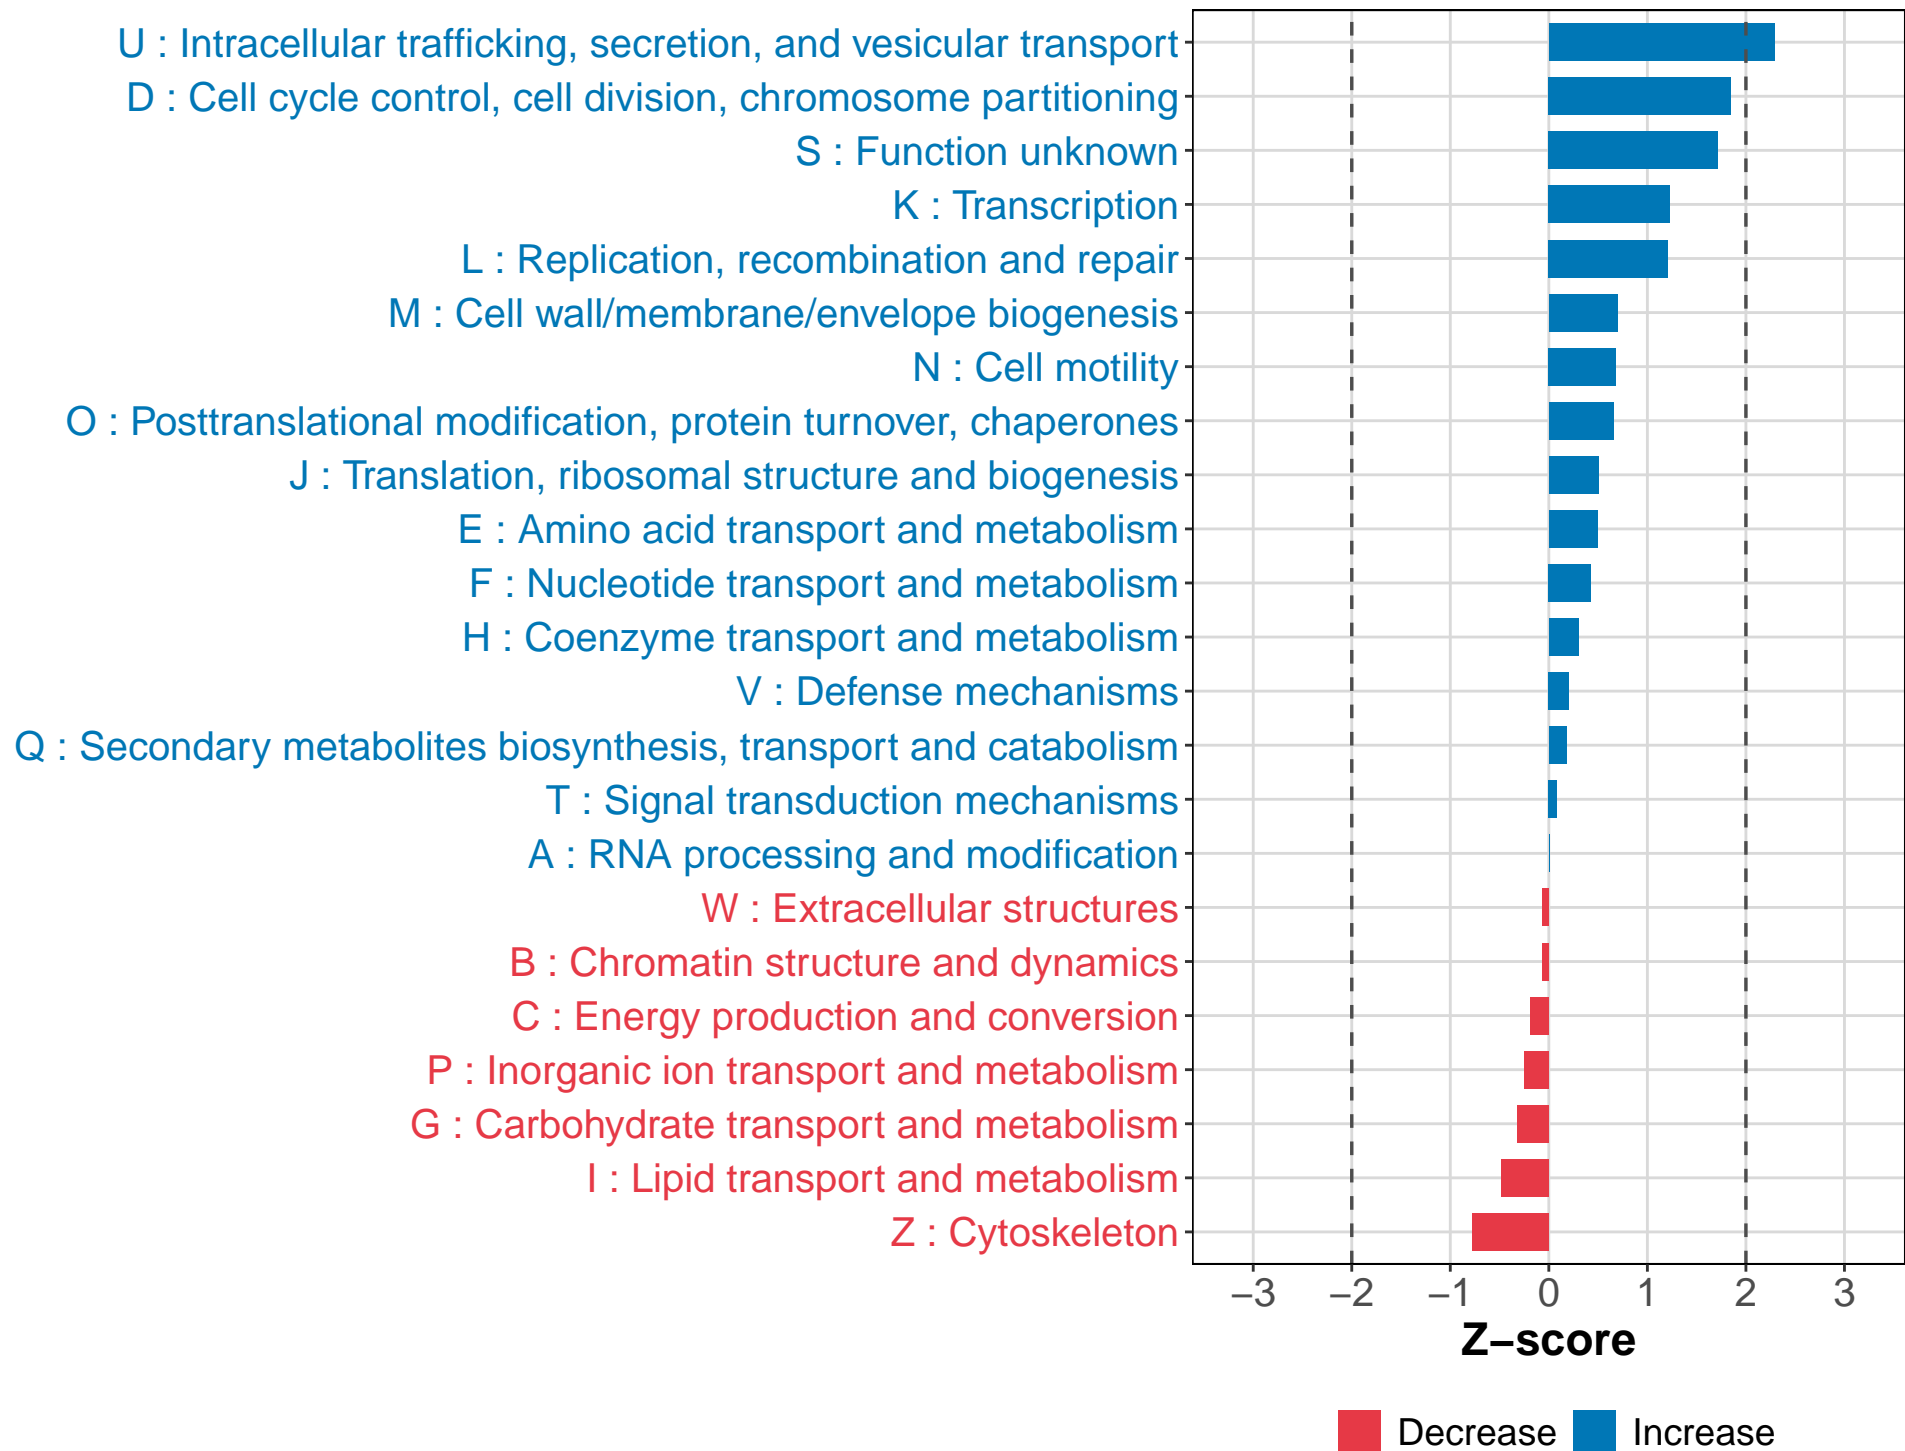 U : Intracellular trafficking, secretion, and vesicular transport
D : Cell cycle control, cell division, chromosome partitioning
S : Function unknown
K : Transcription
L : Replication, recombination and repair
M : Cell wall/membrane/envelope biogenesis
N : Cell motility
O : Posttranslational modification, protein turnover, chaperones
J : Translation, ribosomal structure and biogenesis
E : Amino acid transport and metabolism
F : Nucleotide transport and metabolism
H : Coenzyme transport and metabolism
V : Defense mechanisms
Q : Secondary metabolites biosynthesis, transport and catabolism
T : Signal transduction mechanisms
A : RNA processing and modification
W : Extracellular structures
B : Chromatin structure and dynamics
C : Energy production and conversion
P : Inorganic ion transport and metabolism
G : Carbohydrate transport and metabolism
I : Lipid transport and metabolism
Z : Cytoskeleton
−3 −2 −1 0 1 2 3
Z−score
Decrease Increase